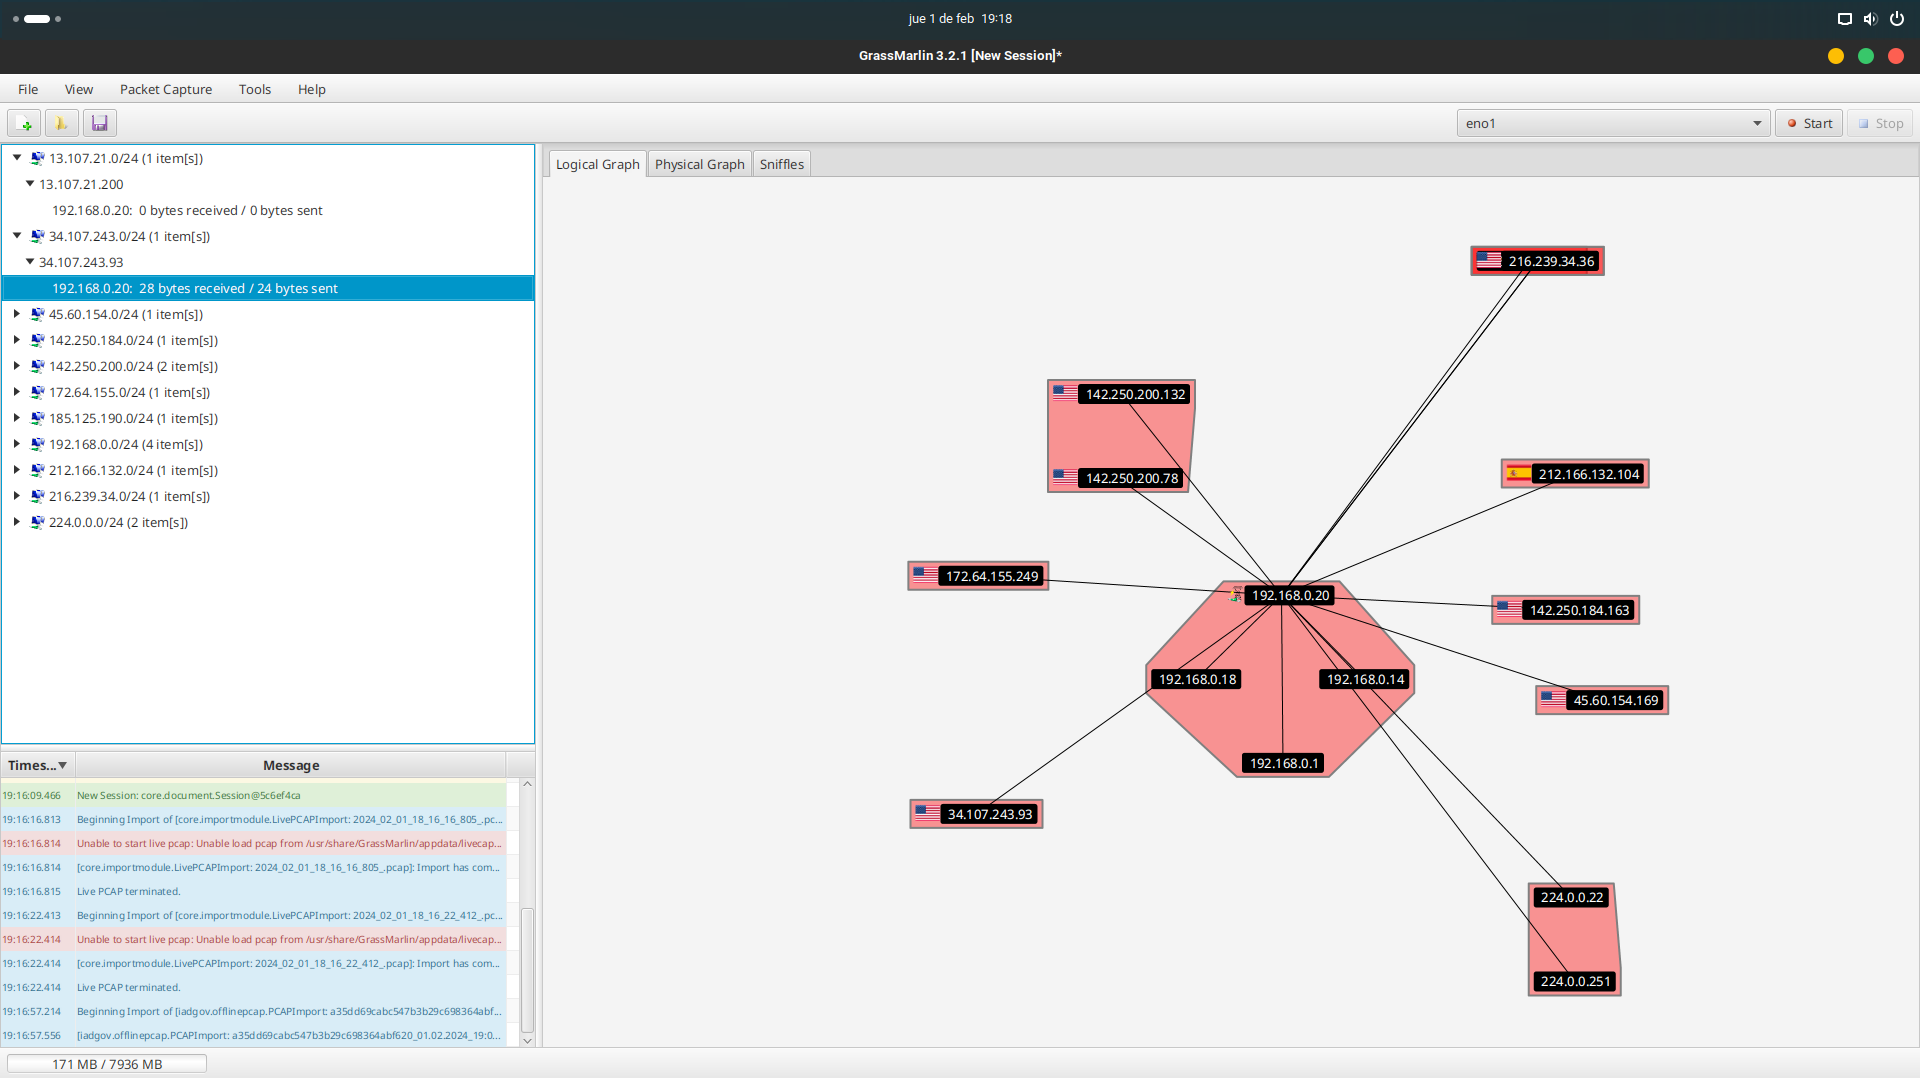 jue 1 de feb 19:18
GrassMarlin 3.2.1 [New Session]*
File View Packet Capture Tools Help
eno1 Start Stop
13.107.21.0/24 (1 item[s])
13.107.21.200
192.168.0.20: 0 bytes received / 0 bytes sent
34.107.243.0/24 (1 item[s])
34.107.243.93
192.168.0.20: 28 bytes received / 24 bytes sent
45.60.154.0/24 (1 item[s])
142.250.184.0/24 (1 item[s])
142.250.200.0/24 (2 item[s])
172.64.155.0/24 (1 item[s])
185.125.190.0/24 (1 item[s])
192.168.0.0/24 (4 item[s])
212.166.132.0/24 (1 item[s])
216.239.34.0/24 (1 item[s])
224.0.0.0/24 (2 item[s])
Times... Message
19:16:09.466 New Session: core.document.Session@5c6ef4ca
19:16:16.813 Beginning Import of [core.importmodule.LivePCAPImport: 2024_02_01_18_16_16_805_.pc...
19:16:16.814 Unable to start live pcap: Unable load pcap from /usr/share/GrassMarlin/appdata/livecap...
19:16:16.814 [core.importmodule.LivePCAPImport: 2024_02_01_18_16_16_805_.pcap]: Import has com...
19:16:16.815 Live PCAP terminated.
19:16:22.413 Beginning Import of [core.importmodule.LivePCAPImport: 2024_02_01_18_16_22_412_.pc...
19:16:22.414 Unable to start live pcap: Unable load pcap from /usr/share/GrassMarlin/appdata/livecap...
19:16:22.414 [core.importmodule.LivePCAPImport: 2024_02_01_18_16_22_412_.pcap]: Import has com...
19:16:22.414 Live PCAP terminated.
19:16:57.214 Beginning Import of [iadgov.offlinepcap.PCAPImport: a35dd69cabc547b3b29c698364abf...
19:16:57.556 [iadgov.offlinepcap.PCAPImport: a35dd69cabc547b3b29c698364abf620_01.02.2024_19:0...
171 MB / 7936 MB
Logical Graph Physical Graph Sniffles
216.239.34.36
142.250.200.132
142.250.200.78
212.166.132.104
172.64.155.249
192.168.0.20
142.250.184.163
192.168.0.18
192.168.0.14
45.60.154.169
192.168.0.1
34.107.243.93
224.0.0.22
224.0.0.251